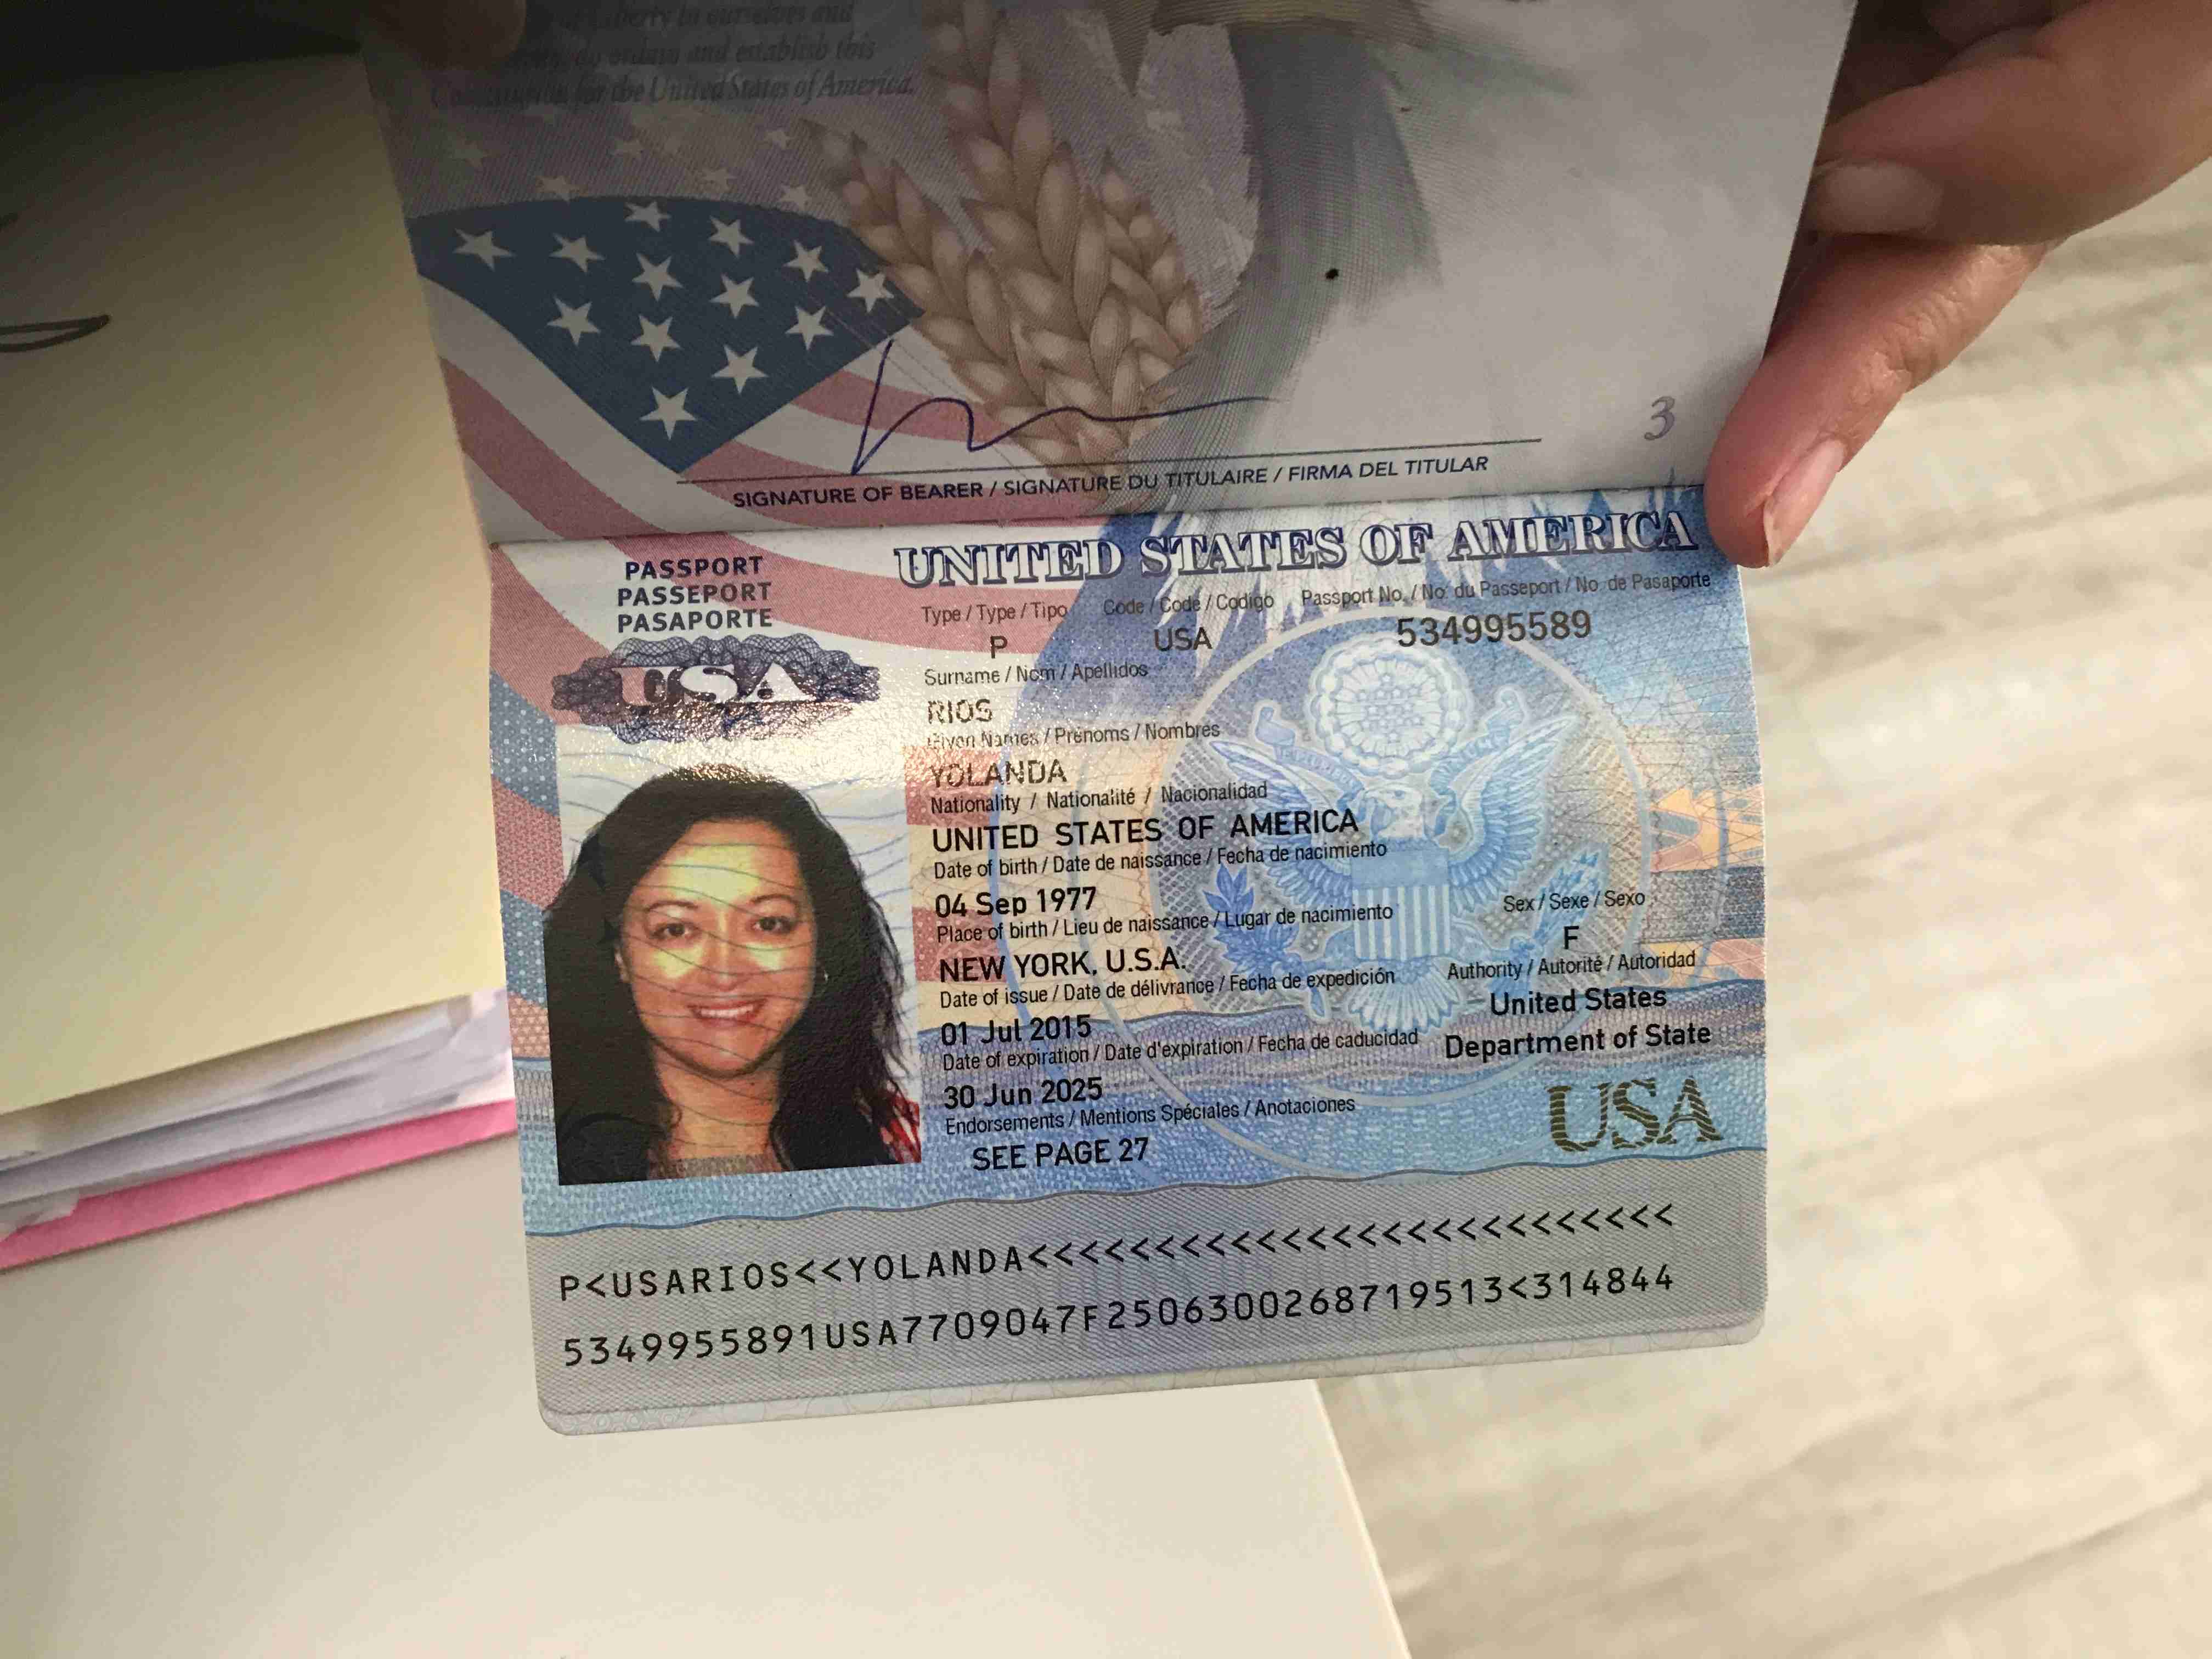 Liberty to ourselves and
do ordain and establish this
for the United States of America.
3
SIGNATURE OF BEARER / SIGNATURE DU TITULAIRE / FIRMA DEL TITULAR
PASSPORT
PASSEPORT
PASAPORTE
USA
UNITED STATES OF AMERICA
Type / Type / Tipo Code / Code / Codigo Passport No. / No. du Passeport / No. de Pasaporte
P USA 534995589
Surname / Nom / Apellidos
RIOS
Given Names / Prénoms / Nombres
YOLANDA
Nationality / Nationalité / Nacionalidad
UNITED STATES OF AMERICA
Date of birth / Date de naissance / Fecha de nacimiento
04 Sep 1977
Place of birth / Lieu de naissance / Lugar de nacimiento
NEW YORK, U.S.A.
Date of issue / Date de délivrance / Fecha de expedición
01 Jul 2015
Date of expiration / Date d'expiration / Fecha de caducidad
30 Jun 2025
Endorsements / Mentions Spéciales / Anotaciones
SEE PAGE 27
Sex / Sexe / Sexo
F
Authority / Autorité / Autoridad
United States
Department of State
USA
P<USARIOS<<YOLANDA<<<<<<<<<<<<<<<<<<<<<<<<<<
5349955891USA7709047F2506300268719513<314844